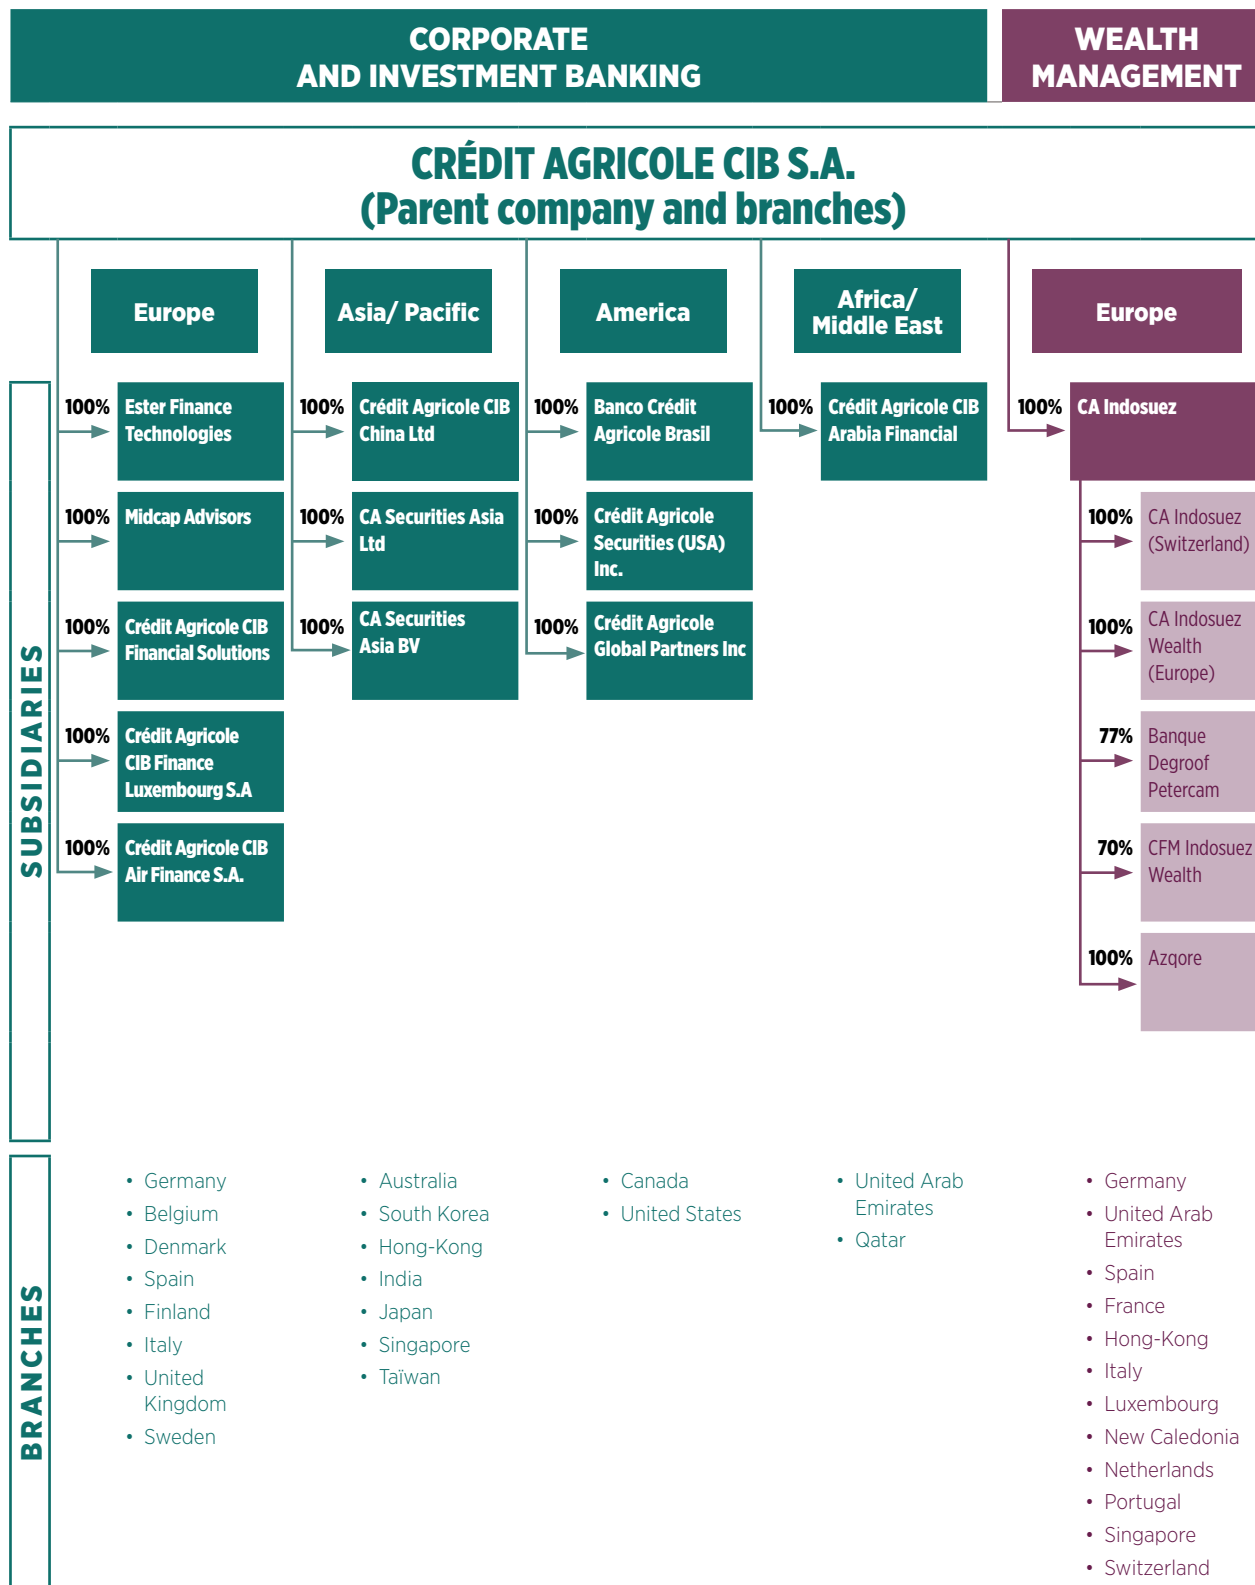 CORPORATE
AND INVESTMENT BANKING
WEALTH
MANAGEMENT
CRÉDIT AGRICOLE CIB S.A.
(Parent company and branches)
Europe
Asia/ Pacific
America
Africa/
Middle East
Europe
SUBSIDIARIES
100% Ester Finance
Technologies
100% Midcap Advisors
100% Crédit Agricole CIB
Financial Solutions
100% Crédit Agricole
CIB Finance
Luxembourg S.A
100% Crédit Agricole CIB
Air Finance S.A.
100% Crédit Agricole CIB
China Ltd
100% CA Securities Asia
Ltd
100% CA Securities
Asia BV
100% Banco Crédit
Agricole Brasil
100% Crédit Agricole
Securities (USA)
Inc.
100% Crédit Agricole
Global Partners Inc
100% Crédit Agricole CIB
Arabia Financial
100% CA Indosuez
100% CA Indosuez
(Switzerland)
100% CA Indosuez
Wealth
(Europe)
77% Banque
Degroof
Petercam
70% CFM Indosuez
Wealth
100% Azqore
BRANCHES
• Germany
• Belgium
• Denmark
• Spain
• Finland
• Italy
• United
Kingdom
• Sweden
• Australia
• South Korea
• Hong-Kong
• India
• Japan
• Singapore
• Taïwan
• Canada
• United States
• United Arab
Emirates
• Qatar
• Germany
• United Arab
Emirates
• Spain
• France
• Hong-Kong
• Italy
• Luxembourg
• New Caledonia
• Netherlands
• Portugal
• Singapore
• Switzerland